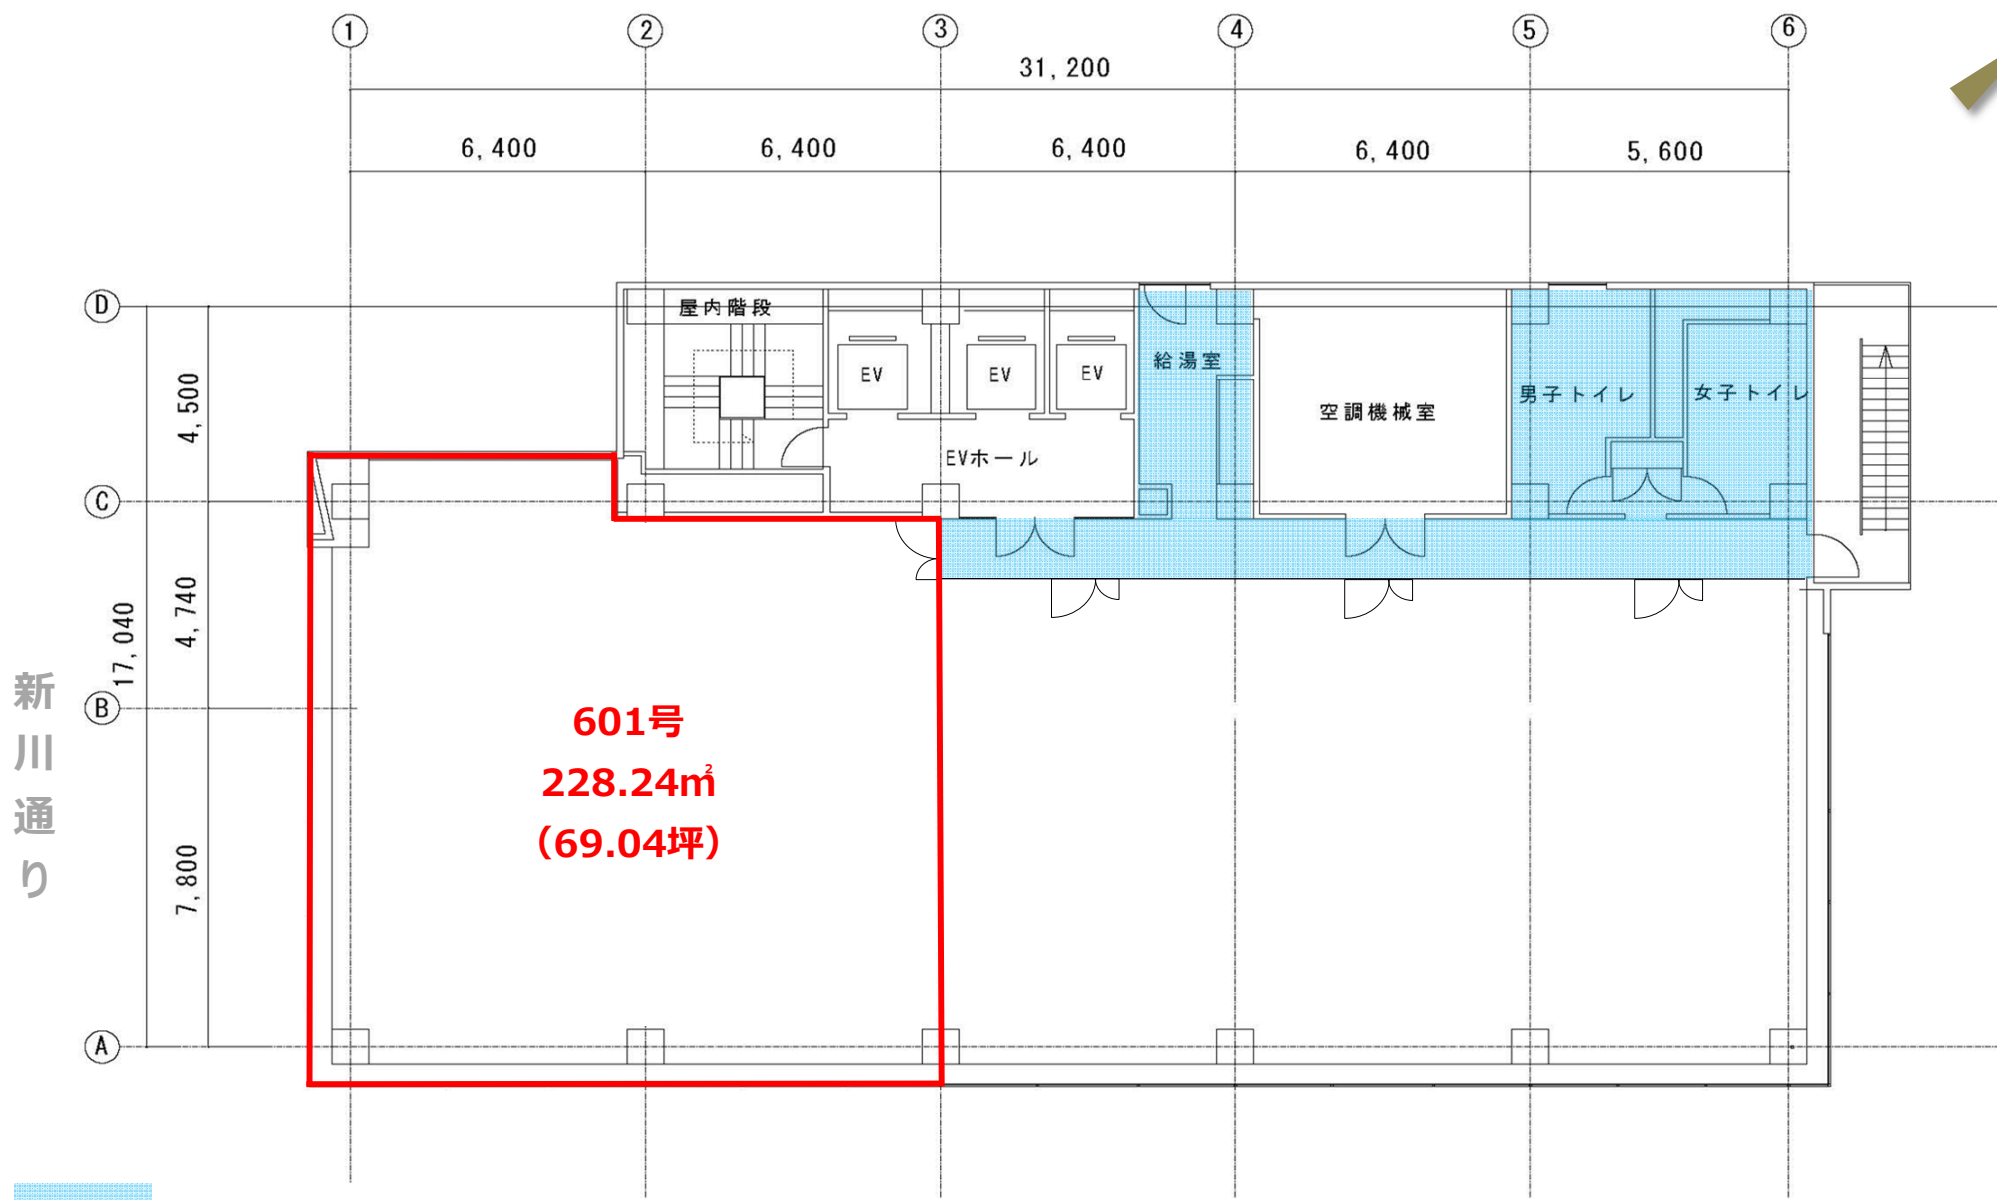 1 2 3 4 5 6
31,200
6,400 6,400 6,400 6,400 5,600
D
屋内階段
EV EV EV
給湯室
空調機械室
男子トイレ
女子トイレ
4,500
EVホール
C
4,740
17,040
B
7,800
A
新川通り
601号
228.24㎡
（69.04坪）